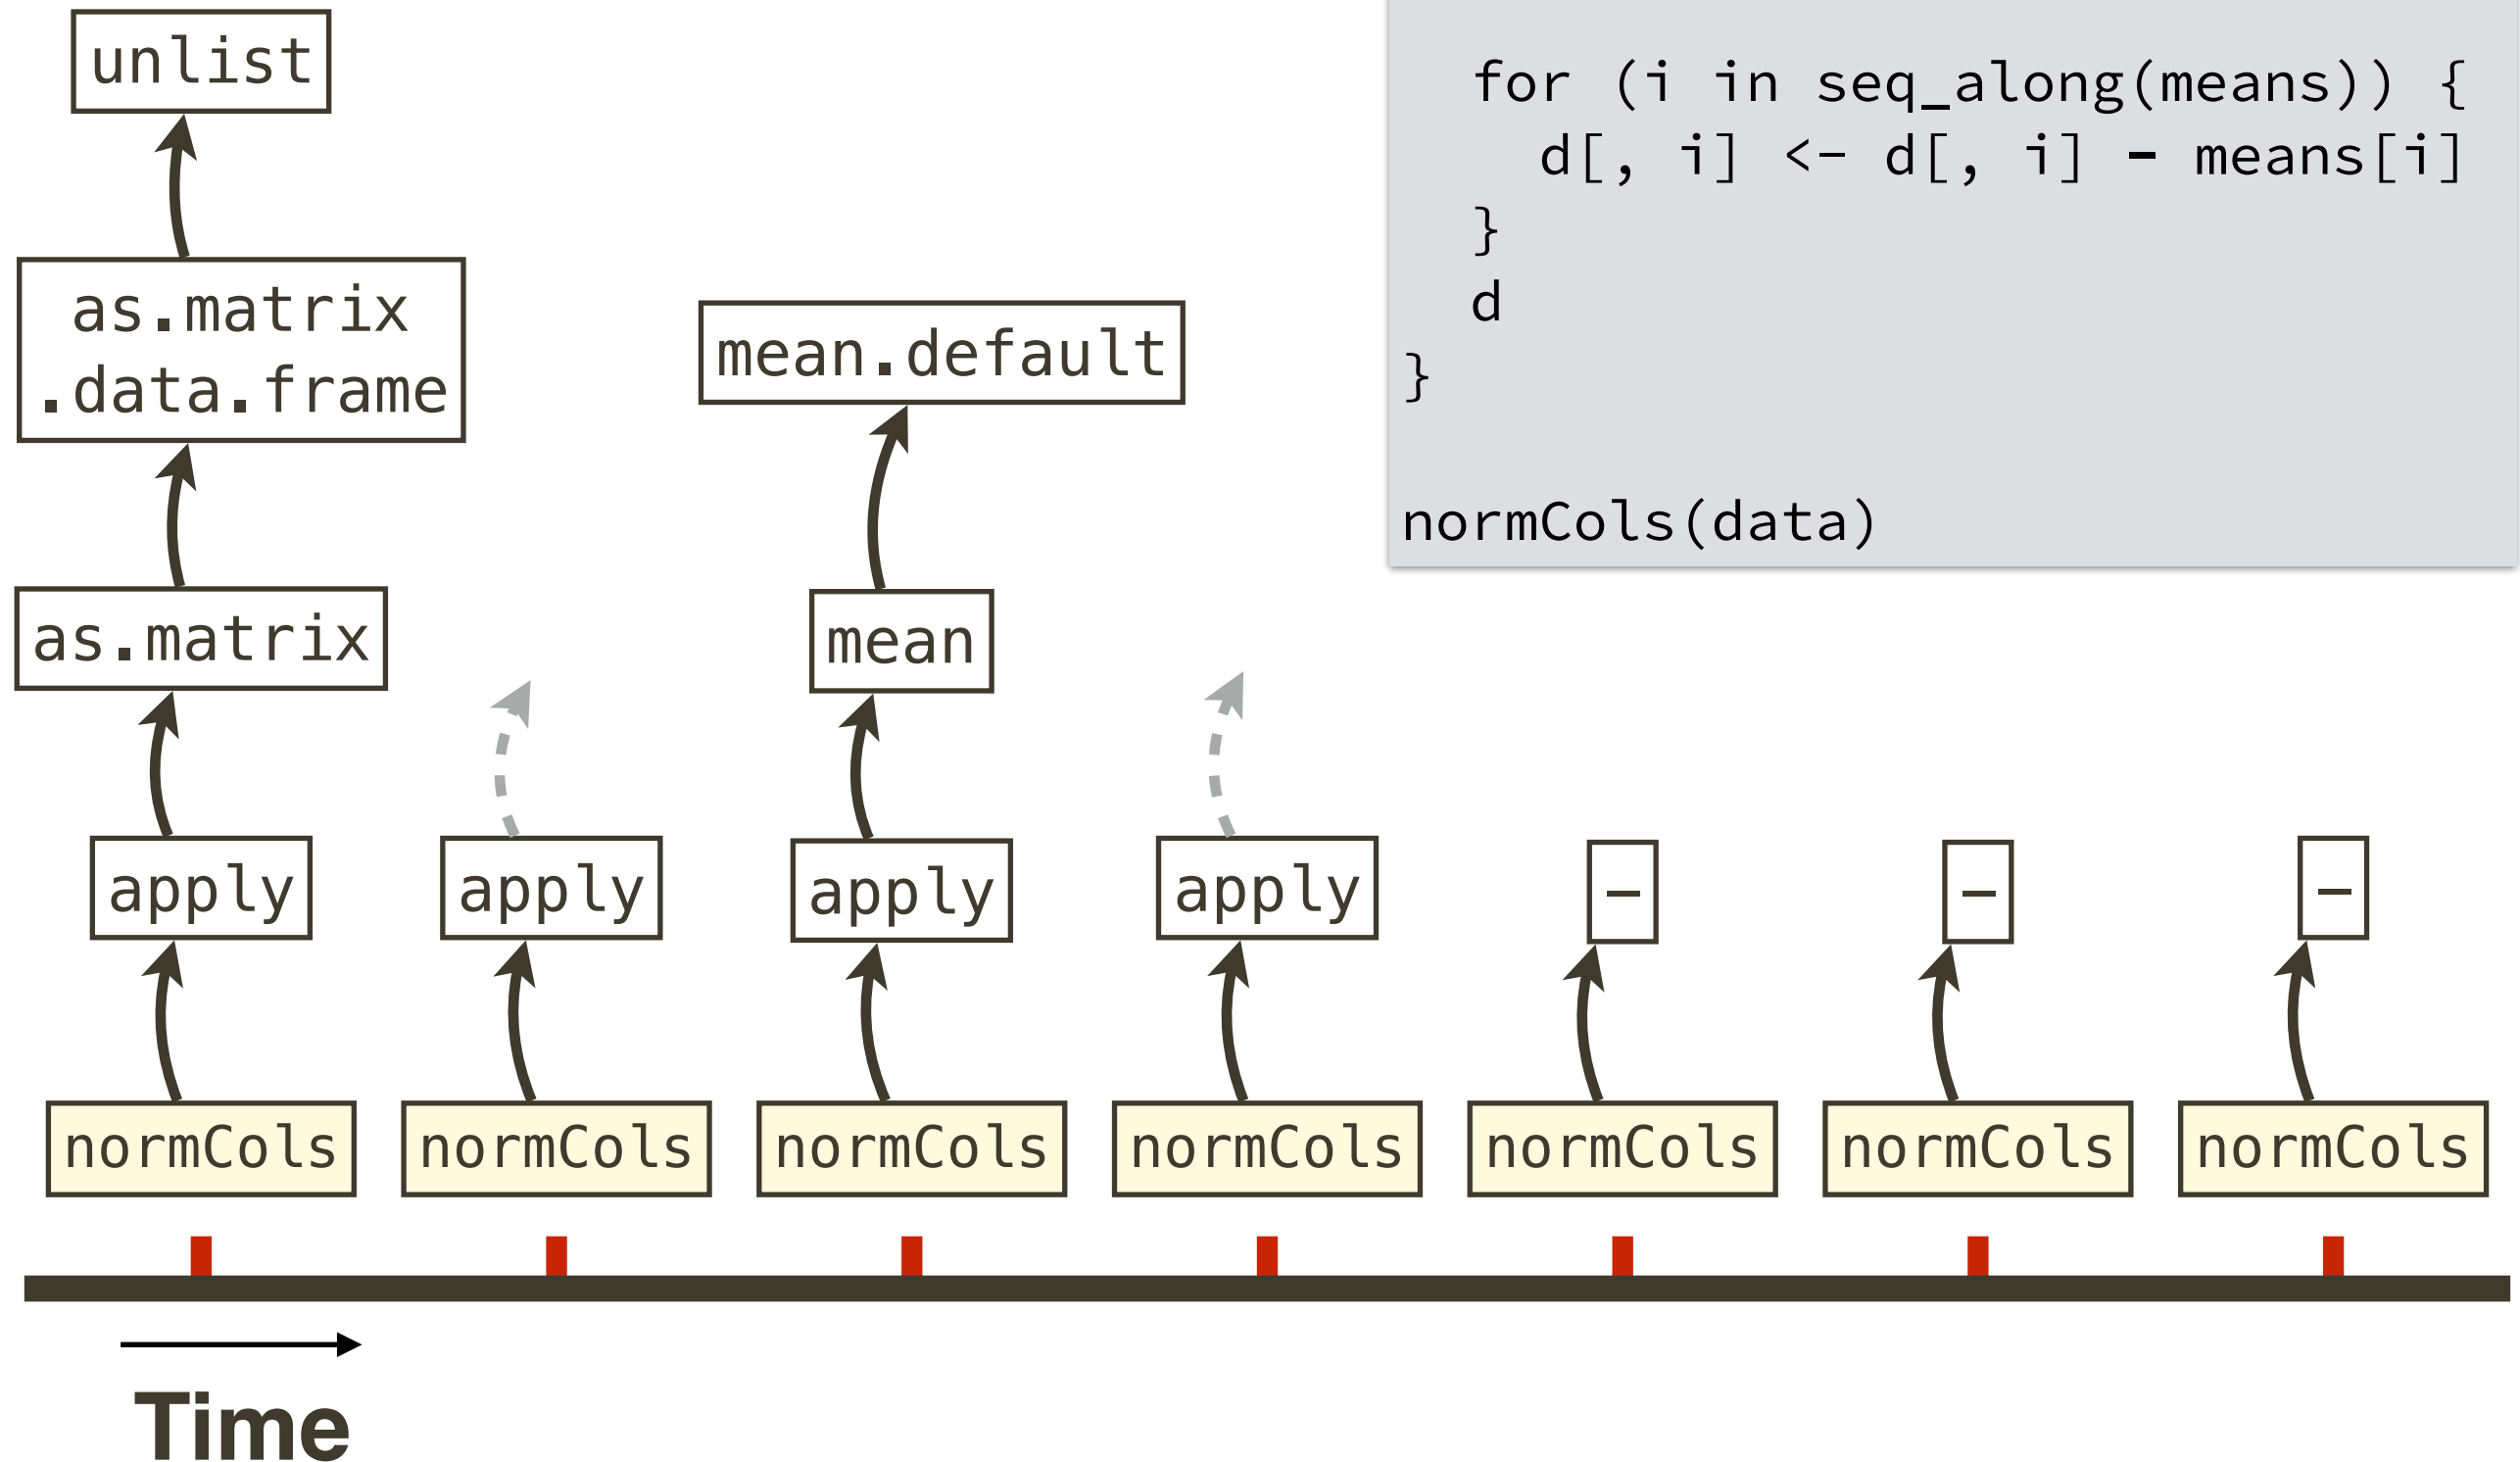 unlist
as.matrix
.data.frame
as.matrix
mean.default
mean
for (i in seq_along(means)) {
d[, i] <- d[, i] - means[i]
}
d
}
normCols(data)
apply
apply
apply
apply
-
-
-
normCols
normCols
normCols
normCols
normCols
normCols
normCols
Time